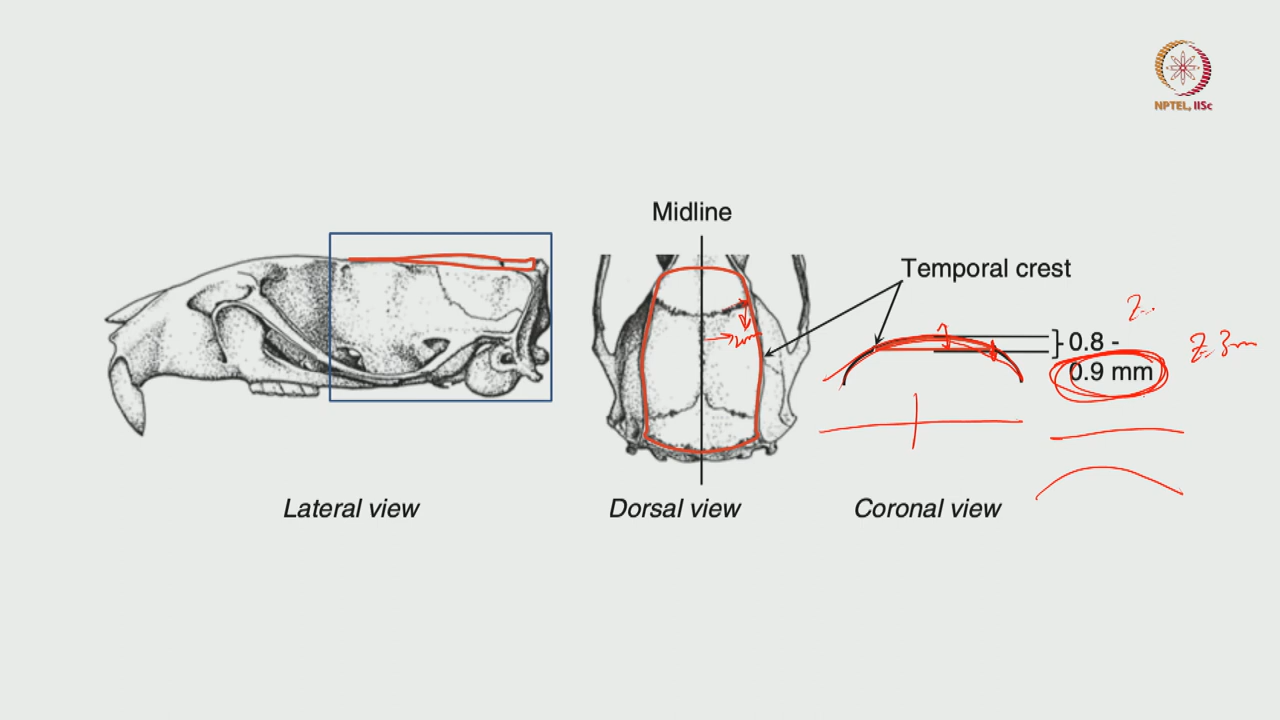 NPTEL, IISc
Midline
Temporal crest
0.8 -
0.9 mm
Lateral view
Dorsal view
Coronal view